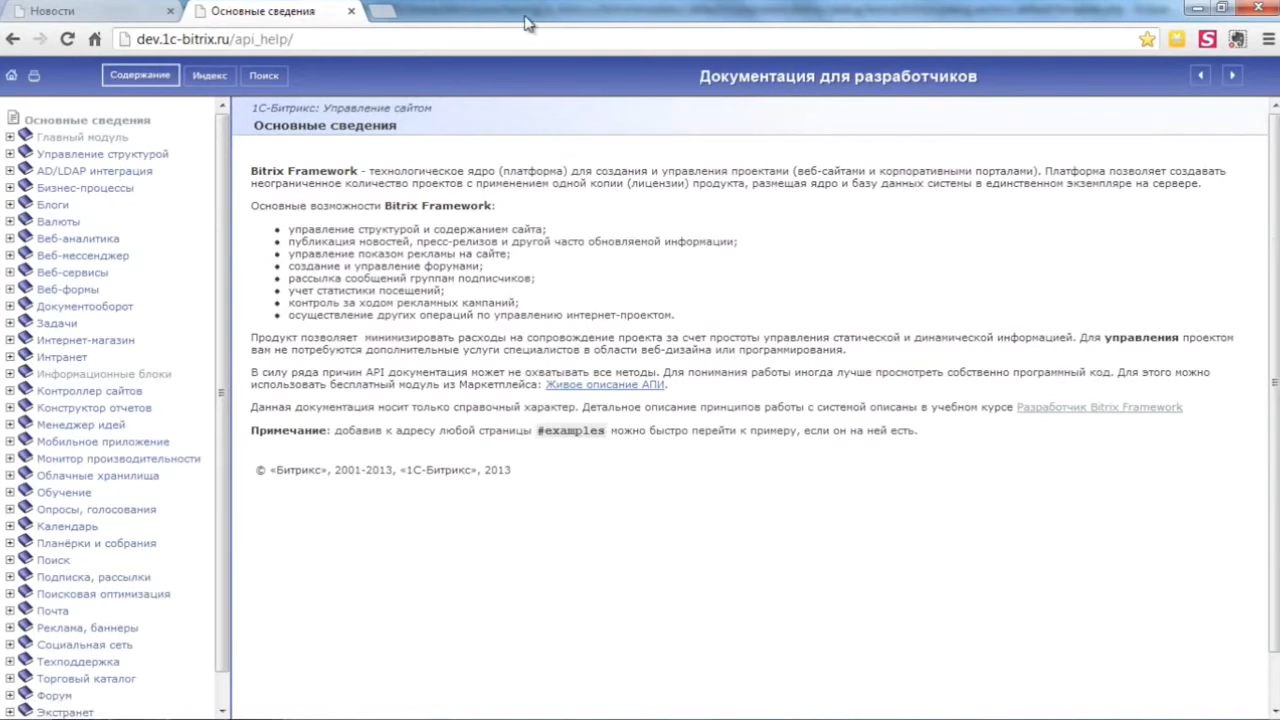 Новости
Основные сведения
dev.1c-bitrix.ru/api_help/
Содержание
Индекс
Поиск
Документация для разработчиков
Основные сведения
Главный модуль
Управление структурой
AD/LDAP интеграция
Бизнес-процессы
Блоги
Валюты
Веб-аналитика
Веб-мессенджер
Веб-сервисы
Веб-формы
Документооборот
Задачи
Интернет-магазин
Интранет
Информационные блоки
Контроллер сайтов
Конструктор отчетов
Менеджер идей
Мобильное приложение
Монитор производительности
Облачные хранилища
Обучение
Опросы, голосования
Календарь
Планёрки и собрания
Поиск
Подписка, рассылки
Поисковая оптимизация
Почта
Реклама, баннеры
Социальная сеть
Техподдержка
Торговый каталог
Форум
Экстранет
1С-Битрикс: Управление сайтом
Основные сведения
Bitrix Framework - технологическое ядро (платформа) для создания и управления проектами (веб-сайтами и корпоративными порталами). Платформа позволяет создавать
неограниченное количество проектов с применением одной копии (лицензии) продукта, размещая ядро и базу данных системы в единственном экземпляре на сервере.
Основные возможности Bitrix Framework:
• управление структурой и содержанием сайта;
• публикация новостей, пресс-релизов и другой часто обновляемой информации;
• управление показом рекламы на сайте;
• создание и управление форумами;
• рассылка сообщений группам подписчиков;
• учет статистики посещений;
• контроль за ходом рекламных кампаний;
• осуществление других операций по управлению интернет-проектом.
Продукт позволяет минимизировать расходы на сопровождение проекта за счет простоты управления статической и динамической информацией. Для управления проектом
вам не потребуются дополнительные услуги специалистов в области веб-дизайна или программирования.
В силу ряда причин API документация может не охватывать все методы. Для понимания работы иногда лучше просмотреть собственно программный код. Для этого можно
использовать бесплатный модуль из Маркетплейса: Живое описание АПИ.
Данная документация носит только справочный характер. Детальное описание принципов работы с системой описаны в учебном курсе Разработчик Bitrix Framework
Примечание: добавив к адресу любой страницы #examples можно быстро перейти к примеру, если он на ней есть.
© «Битрикс», 2001-2013, «1С-Битрикс», 2013